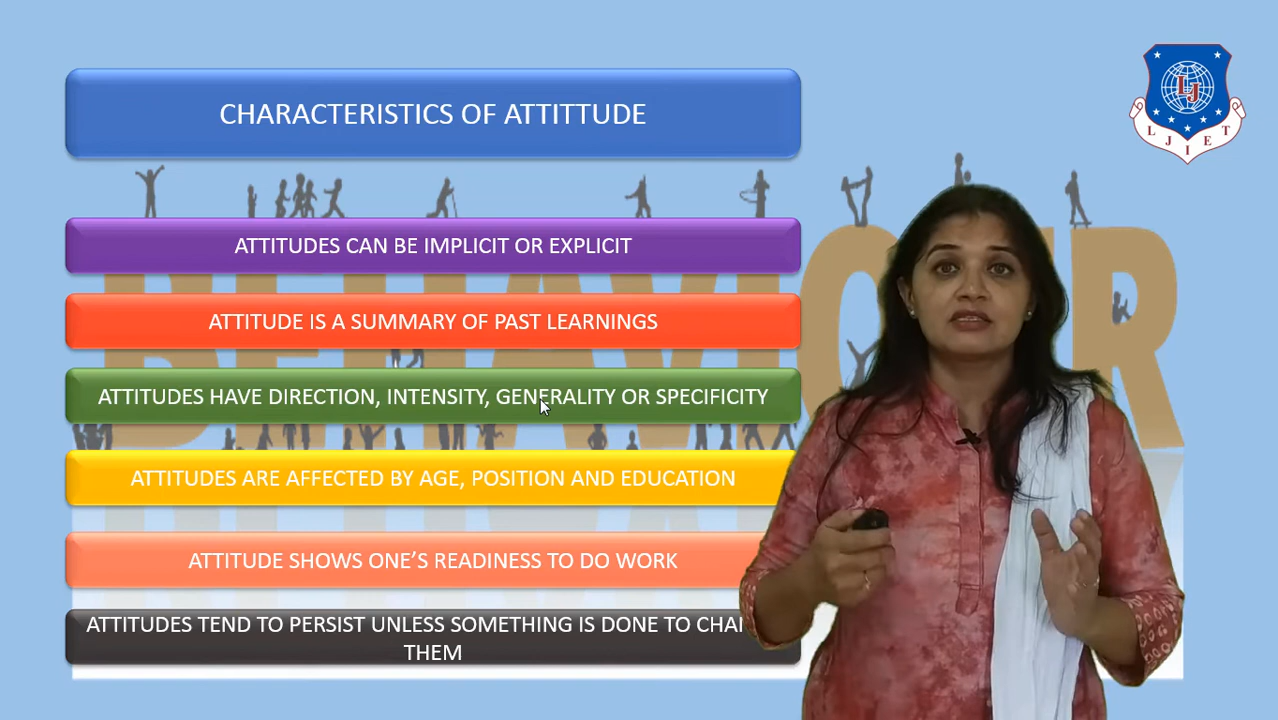 CHARACTERISTICS OF ATTITTUDE
ATTITUDES CAN BE IMPLICIT OR EXPLICIT
ATTITUDE IS A SUMMARY OF PAST LEARNINGS
ATTITUDES HAVE DIRECTION, INTENSITY, GENERALITY OR SPECIFICITY
ATTITUDES ARE AFFECTED BY AGE, POSITION AND EDUCATION
ATTITUDE SHOWS ONE’S READINESS TO DO WORK
ATTITUDES TEND TO PERSIST UNLESS SOMETHING IS DONE TO
THEM
LJ
LJIET